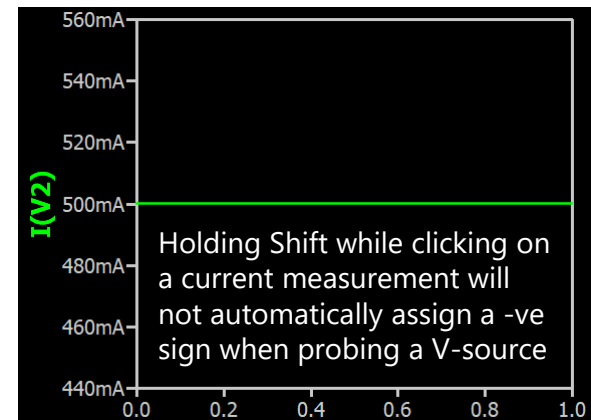 560mA
540mA
520mA
500mA
480mA
460mA
440mA
I(V2)
Holding Shift while clicking on
a current measurement will
not automatically assign a -ve
sign when probing a V-source
0.0 0.2 0.4 0.6 0.8 1.0